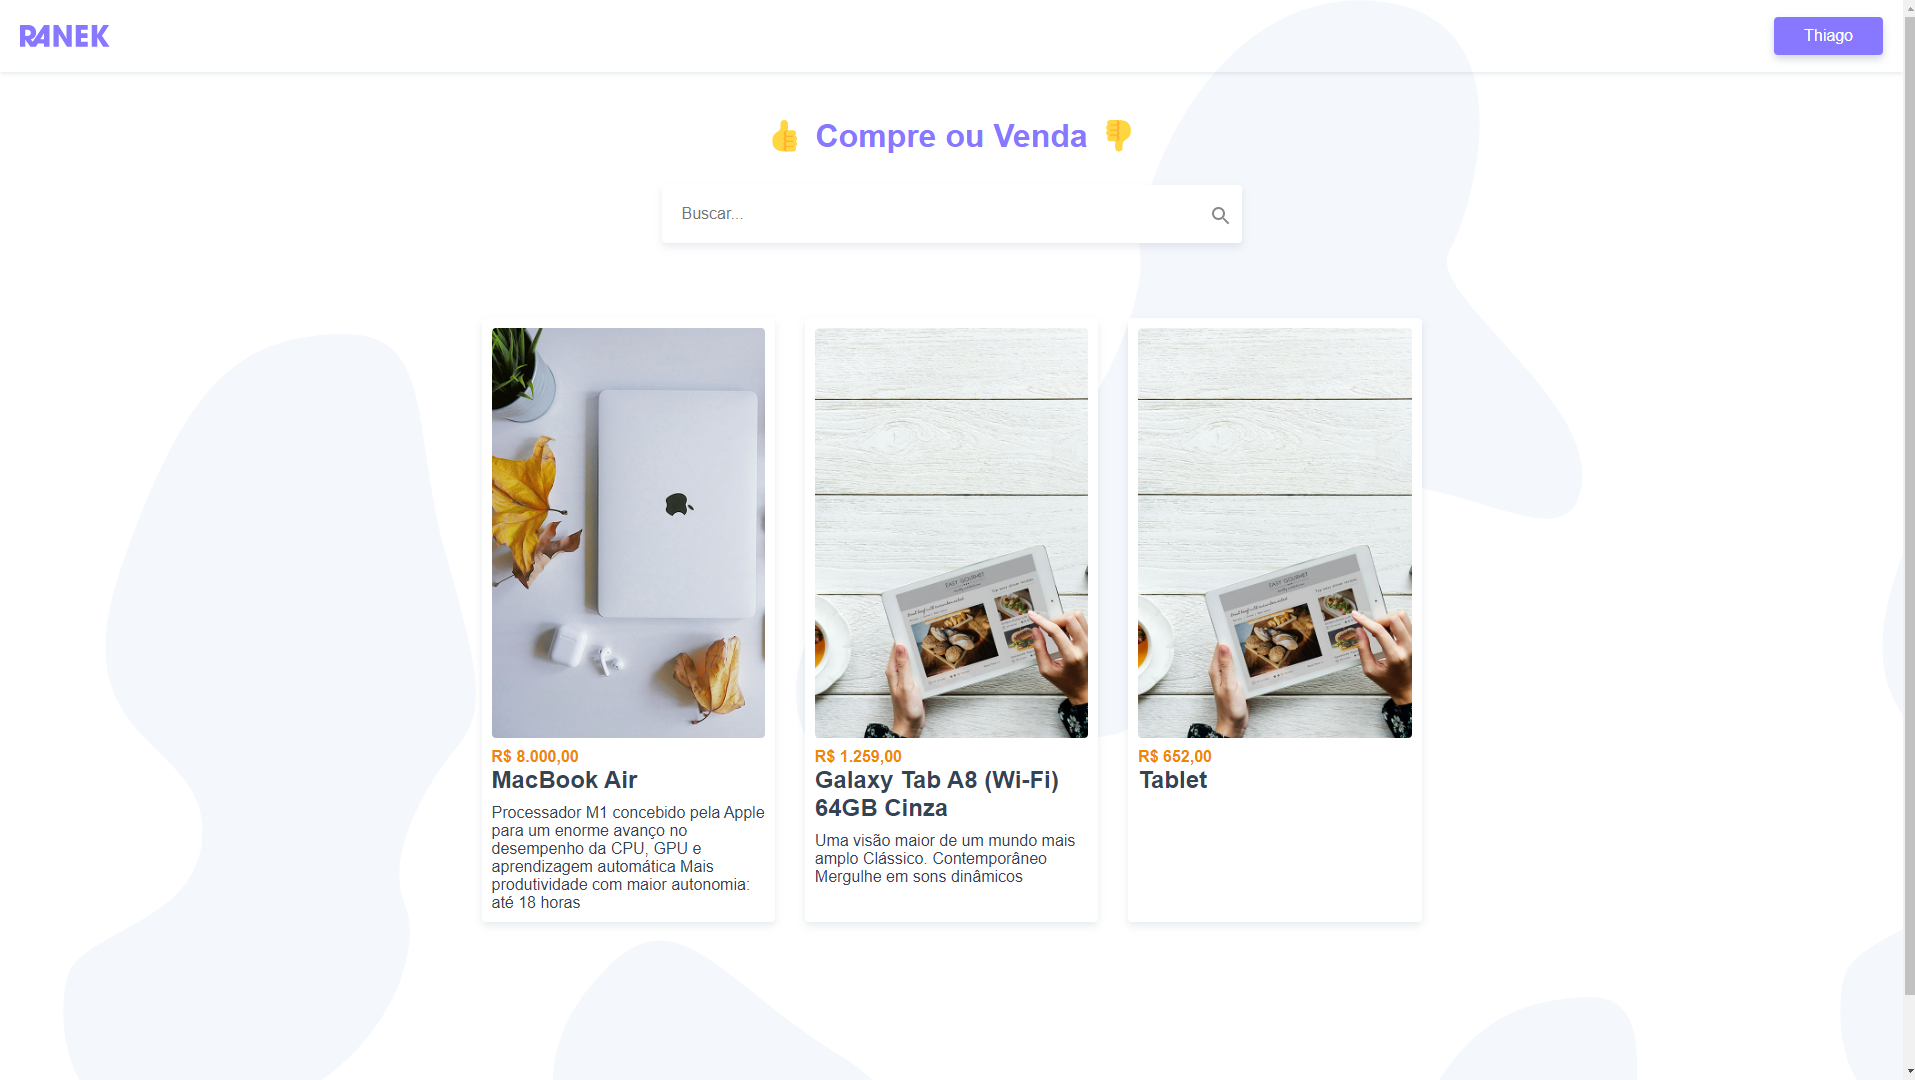 RANEK
Thiago
Compre ou Venda
Buscar...
EASY GOURMET
R$ 8.000,00
MacBook Air
Processador M1 concebido pela Apple
para um enorme avanço no
desempenho da CPU, GPU e
aprendizagem automática Mais
produtividade com maior autonomia:
até 18 horas
R$ 1.259,00
Galaxy Tab A8 (Wi-Fi)
64GB Cinza
Uma visão maior de um mundo mais
amplo Clássico. Contemporâneo
Mergulhe em sons dinâmicos
R$ 652,00
Tablet